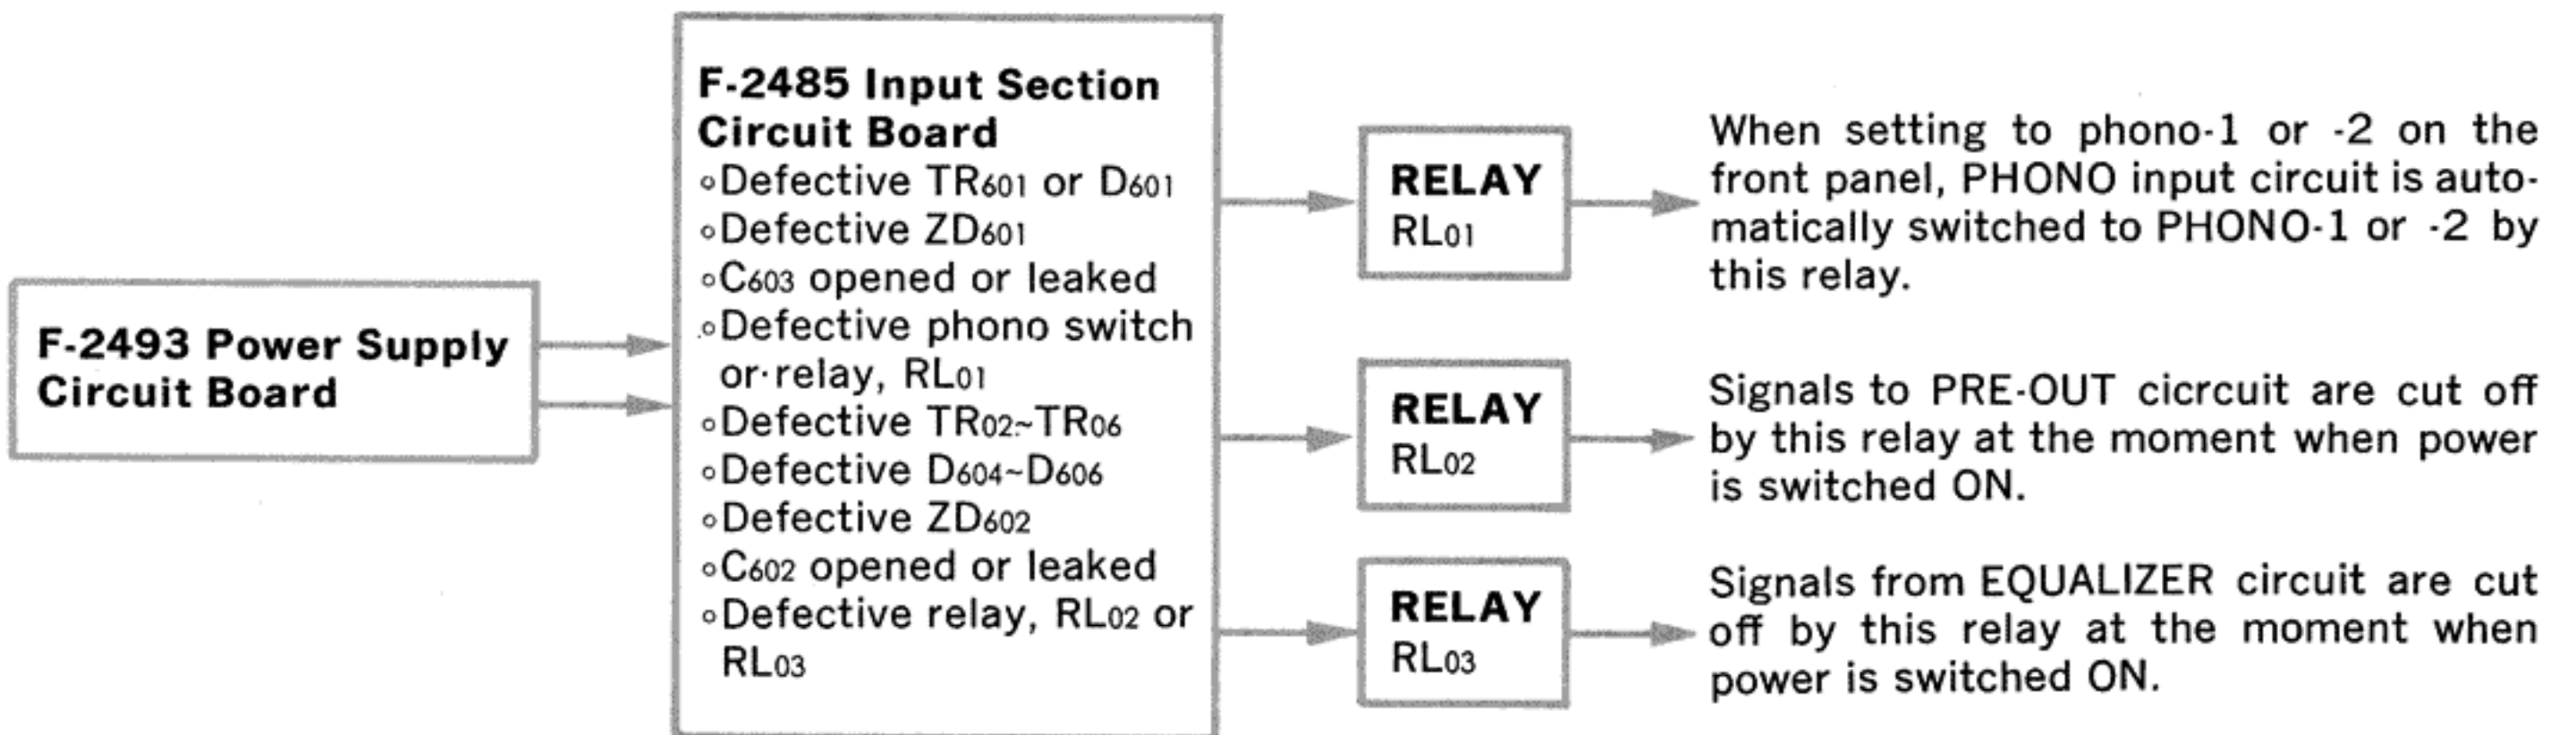 F-2493 Power Supply
Circuit Board
F-2485 Input Section
Circuit Board
◦Defective TR601 or D601
◦Defective ZD601
◦C603 opened or leaked
◦Defective phono switch
or relay, RL01
◦Defective TR02~TR06
◦Defective D604~D606
◦Defective ZD602
◦C602 opened or leaked
◦Defective relay, RL02 or
RL03
RELAY
RL01
When setting to phono-1 or -2 on the
front panel, PHONO input circuit is auto-
matically switched to PHONO-1 or -2 by
this relay.
RELAY
RL02
Signals to PRE-OUT cicrcuit are cut off
by this relay at the moment when power
is switched ON.
RELAY
RL03
Signals from EQUALIZER circuit are cut
off by this relay at the moment when
power is switched ON.